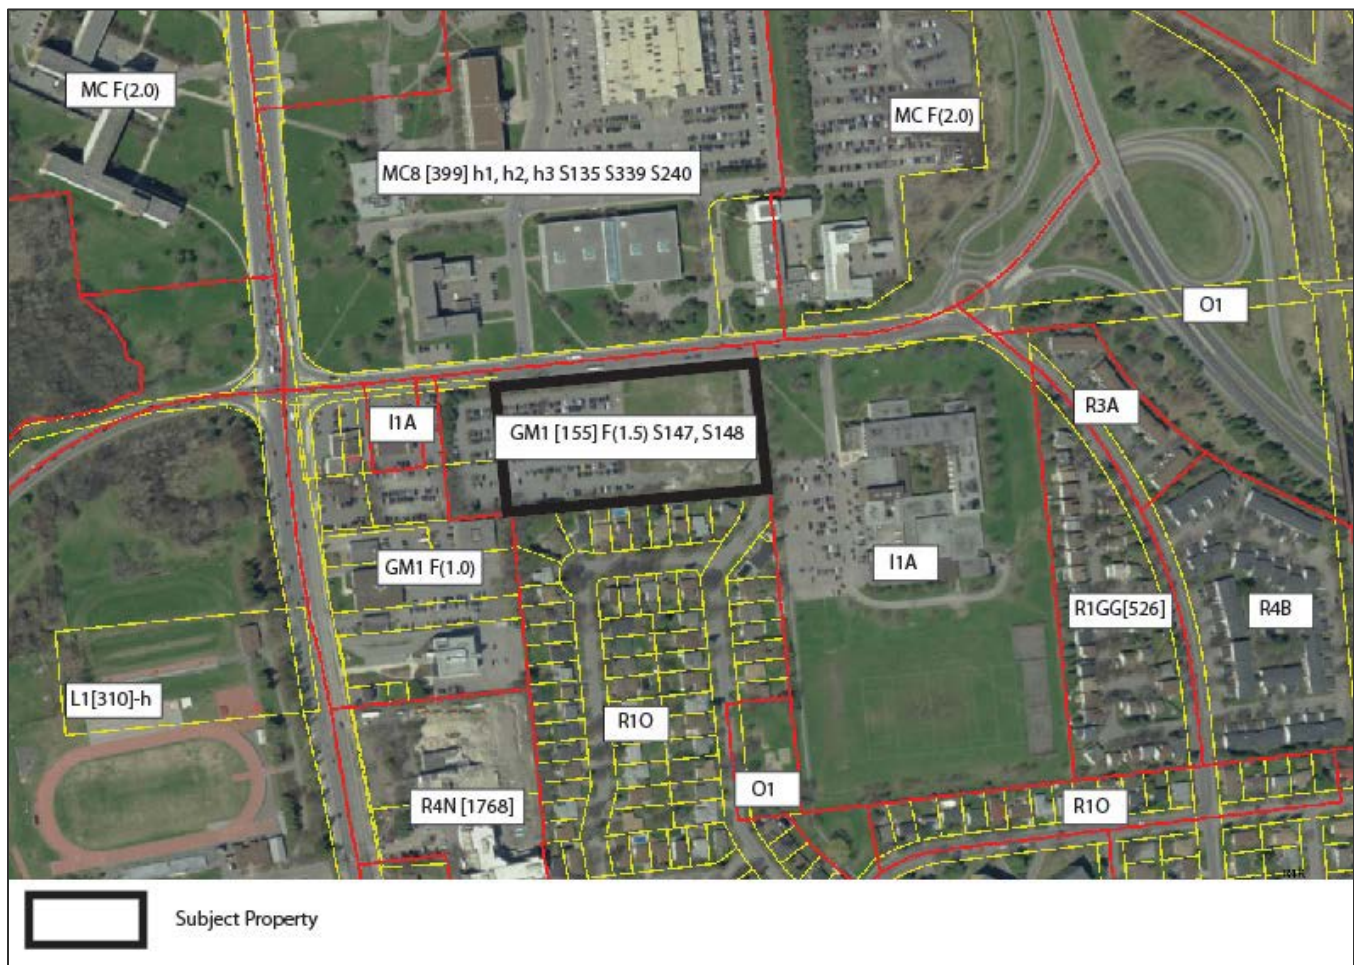 MC F(2.0)
MC F(2.0)
MC8 [399] h1, h2, h3 S135 S339 S240
O1
R3A
I1A
GM1 [155] F(1.5) S147, S148
I1A
GM1 F(1.0)
R1GG[526]
R4B
L1[310]-h
R1O
O1
R4N [1768]
R1O
Subject Property